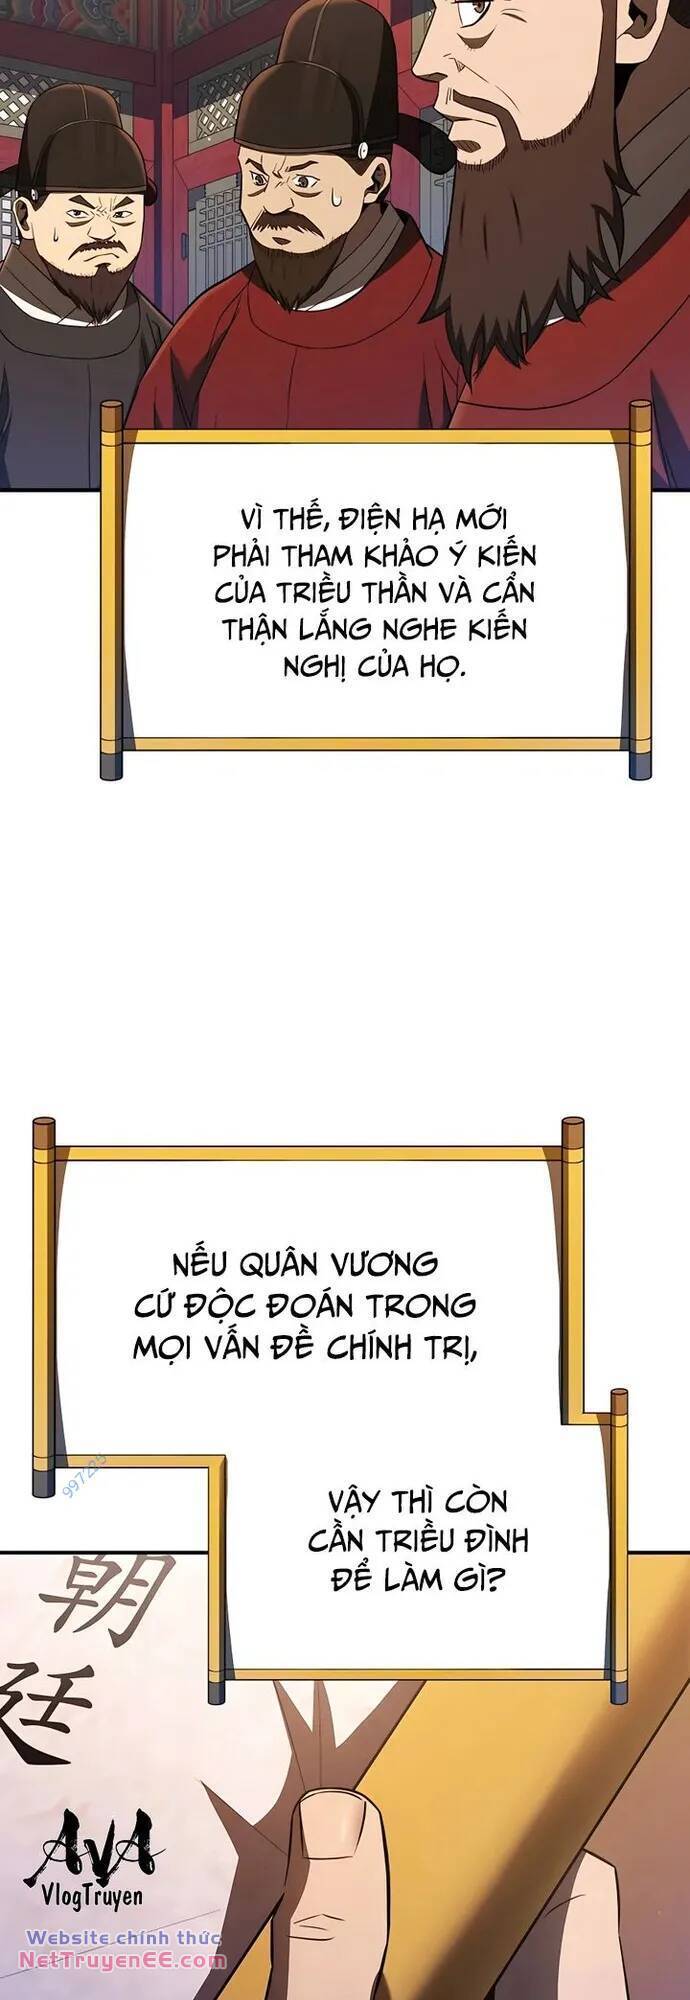 VÌ THẾ, ĐIỆN HẠ MỚI
PHẢI THAM KHẢO Ý KIẾN
CỦA TRIỀU THẦN VÀ CẨN
THẬN LẮNG NGHE KIẾN
NGHỊ CỦA HỌ.
NẾU QUÂN VƯƠNG
CỨ ĐỘC ĐOÁN TRONG
MỌI VẤN ĐỀ CHÍNH TRỊ,
997225
VẬY THÌ CÒN
CẦN TRIỀU ĐÌNH
ĐỂ LÀM GÌ?
朝
廷
AvA
VlogTruyen
Website chính thức
NetTruyenEE.com